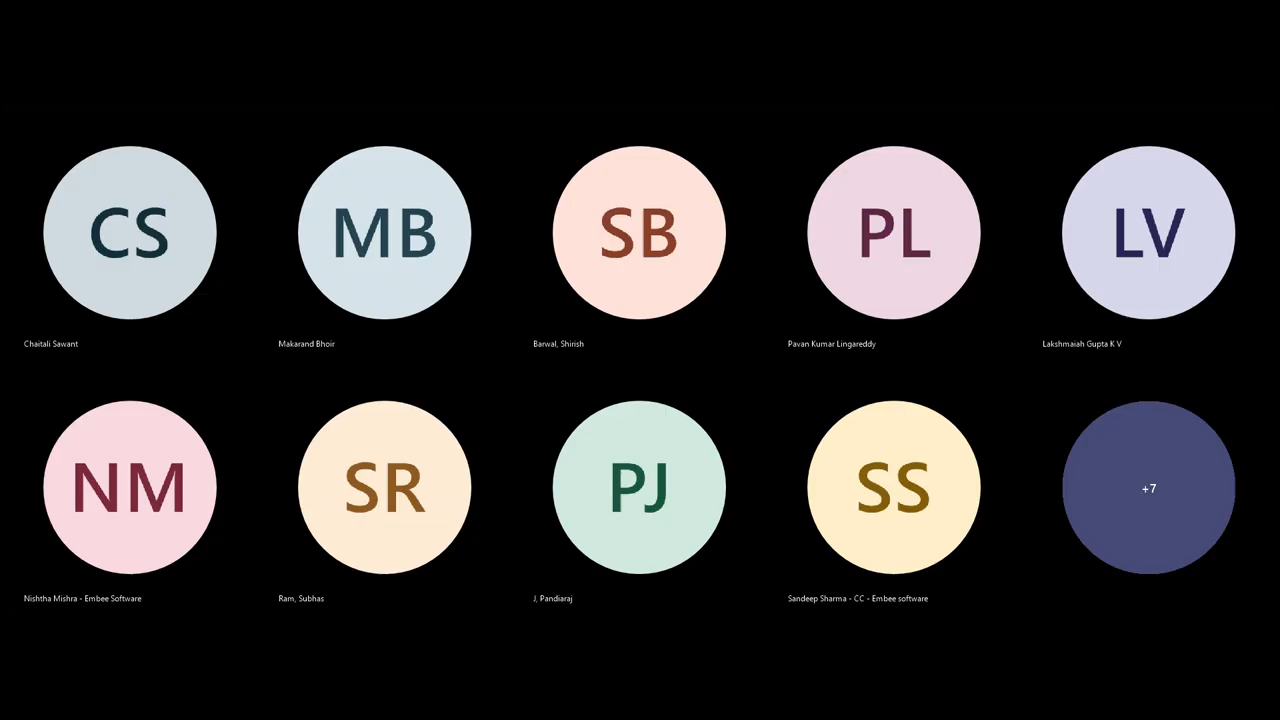 CS
MB
SB
PL
LV
Chaitali Sawant
Makarand Bhoir
Barwal, Shirish
Pavan Kumar Lingareddy
Lakshmaiah Gupta K V
NM
SR
PJ
SS
+7
Nishtha Mishra - Embee Software
Ram, Subhas
J, Pandiaraj
Sandeep Sharma - CC - Embee software